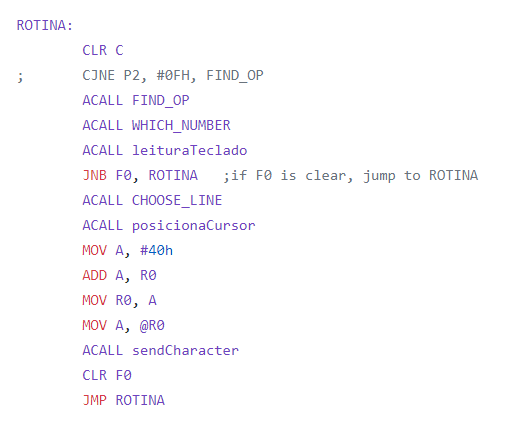 ROTINA:
CLR C
; CJNE P2, #0FH, FIND_OP
ACALL FIND_OP
ACALL WHICH_NUMBER
ACALL leituraTeclado
JNB F0, ROTINA ;if F0 is clear, jump to ROTINA
ACALL CHOOSE_LINE
ACALL posicionaCursor
MOV A, #40h
ADD A, R0
MOV R0, A
MOV A, @R0
ACALL sendCharacter
CLR F0
JMP ROTINA